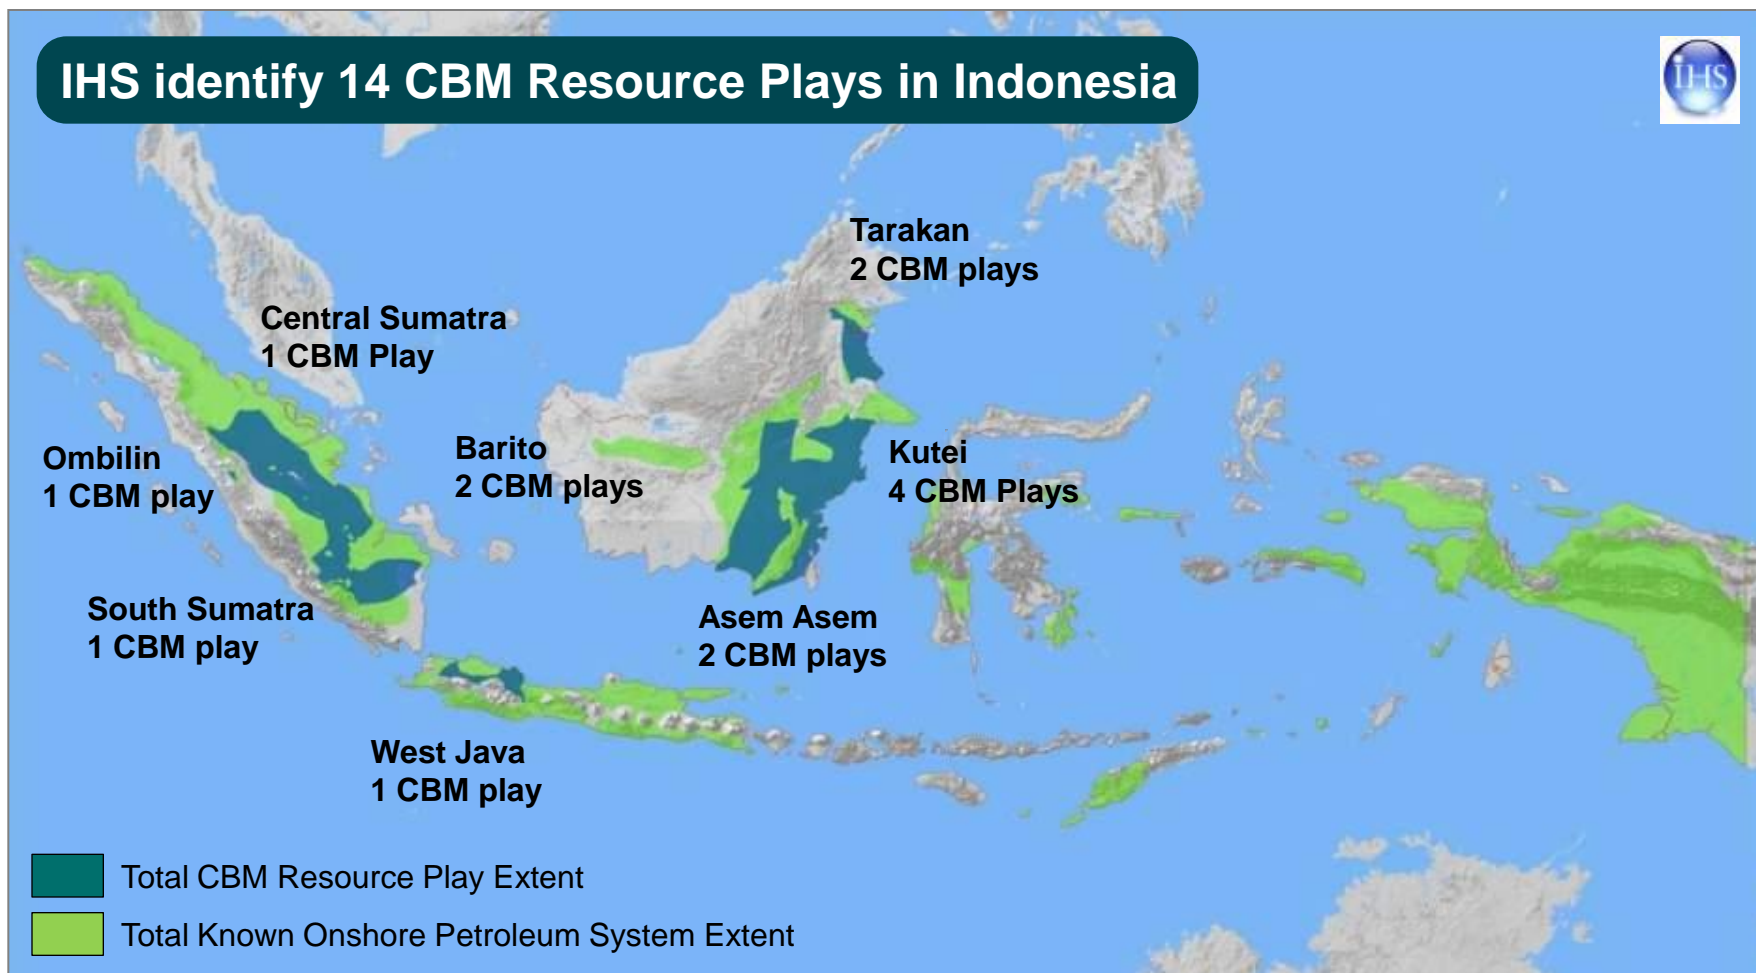 IHS identify 14 CBM Resource Plays in Indonesia
IHS
Tarakan
2 CBM plays
Central Sumatra
1 CBM Play
Ombilin
1 CBM play
Barito
2 CBM plays
Kutei
4 CBM Plays
South Sumatra
1 CBM play
Asem Asem
2 CBM plays
West Java
1 CBM play
Total CBM Resource Play Extent
Total Known Onshore Petroleum System Extent